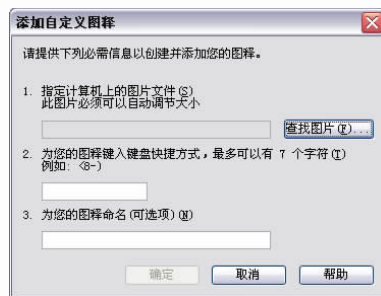 添加自定义图释
请提供下列必需信息以创建并添加您的图释。
1. 指定计算机上的图片文件(S)
此图片必须可以自动调节大小
查找图片(F)...
2. 为您的图释键入键盘快捷方式，最多可以有 7 个字符(T)
例如: <8-)
3. 为您的图释命名(可选项)(N)
确定
取消
帮助